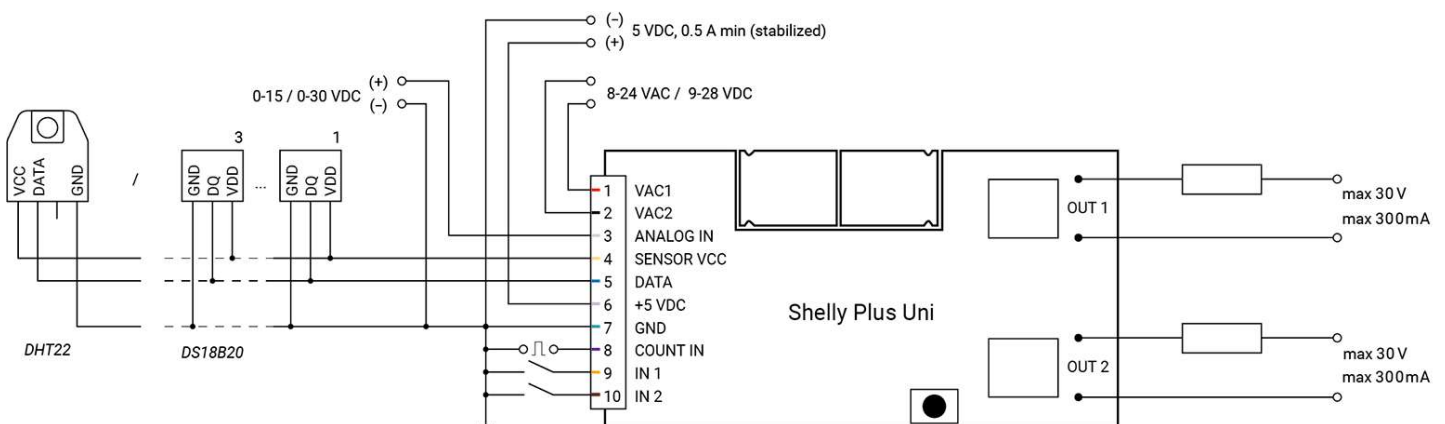 (–)
5 VDC, 0.5 A min (stabilized)
(+)
(+)
0-15 / 0-30 VDC
(–)
8-24 VAC / 9-28 VDC
3
1
VCC
DATA
GND
/
GND
DQ
VDD
...
GND
DQ
VDD
1 VAC1
2 VAC2
3 ANALOG IN
4 SENSOR VCC
5 DATA
6 +5 VDC
7 GND
8 COUNT IN
9 IN 1
10 IN 2
DHT22
DS18B20
Shelly Plus Uni
OUT 1
max 30 V
max 300mA
OUT 2
max 30 V
max 300mA